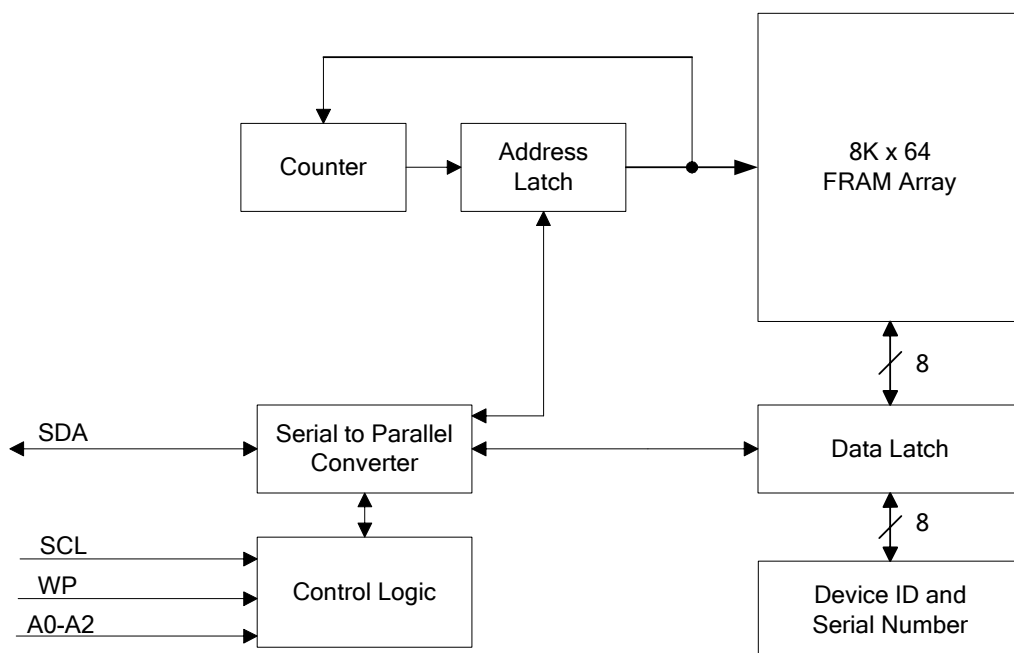 8K x 64
FRAM Array
Counter
Address
Latch
8
SDA
Serial to Parallel
Converter
Data Latch
8
SCL
WP
A0-A2
Control Logic
Device ID and
Serial Number